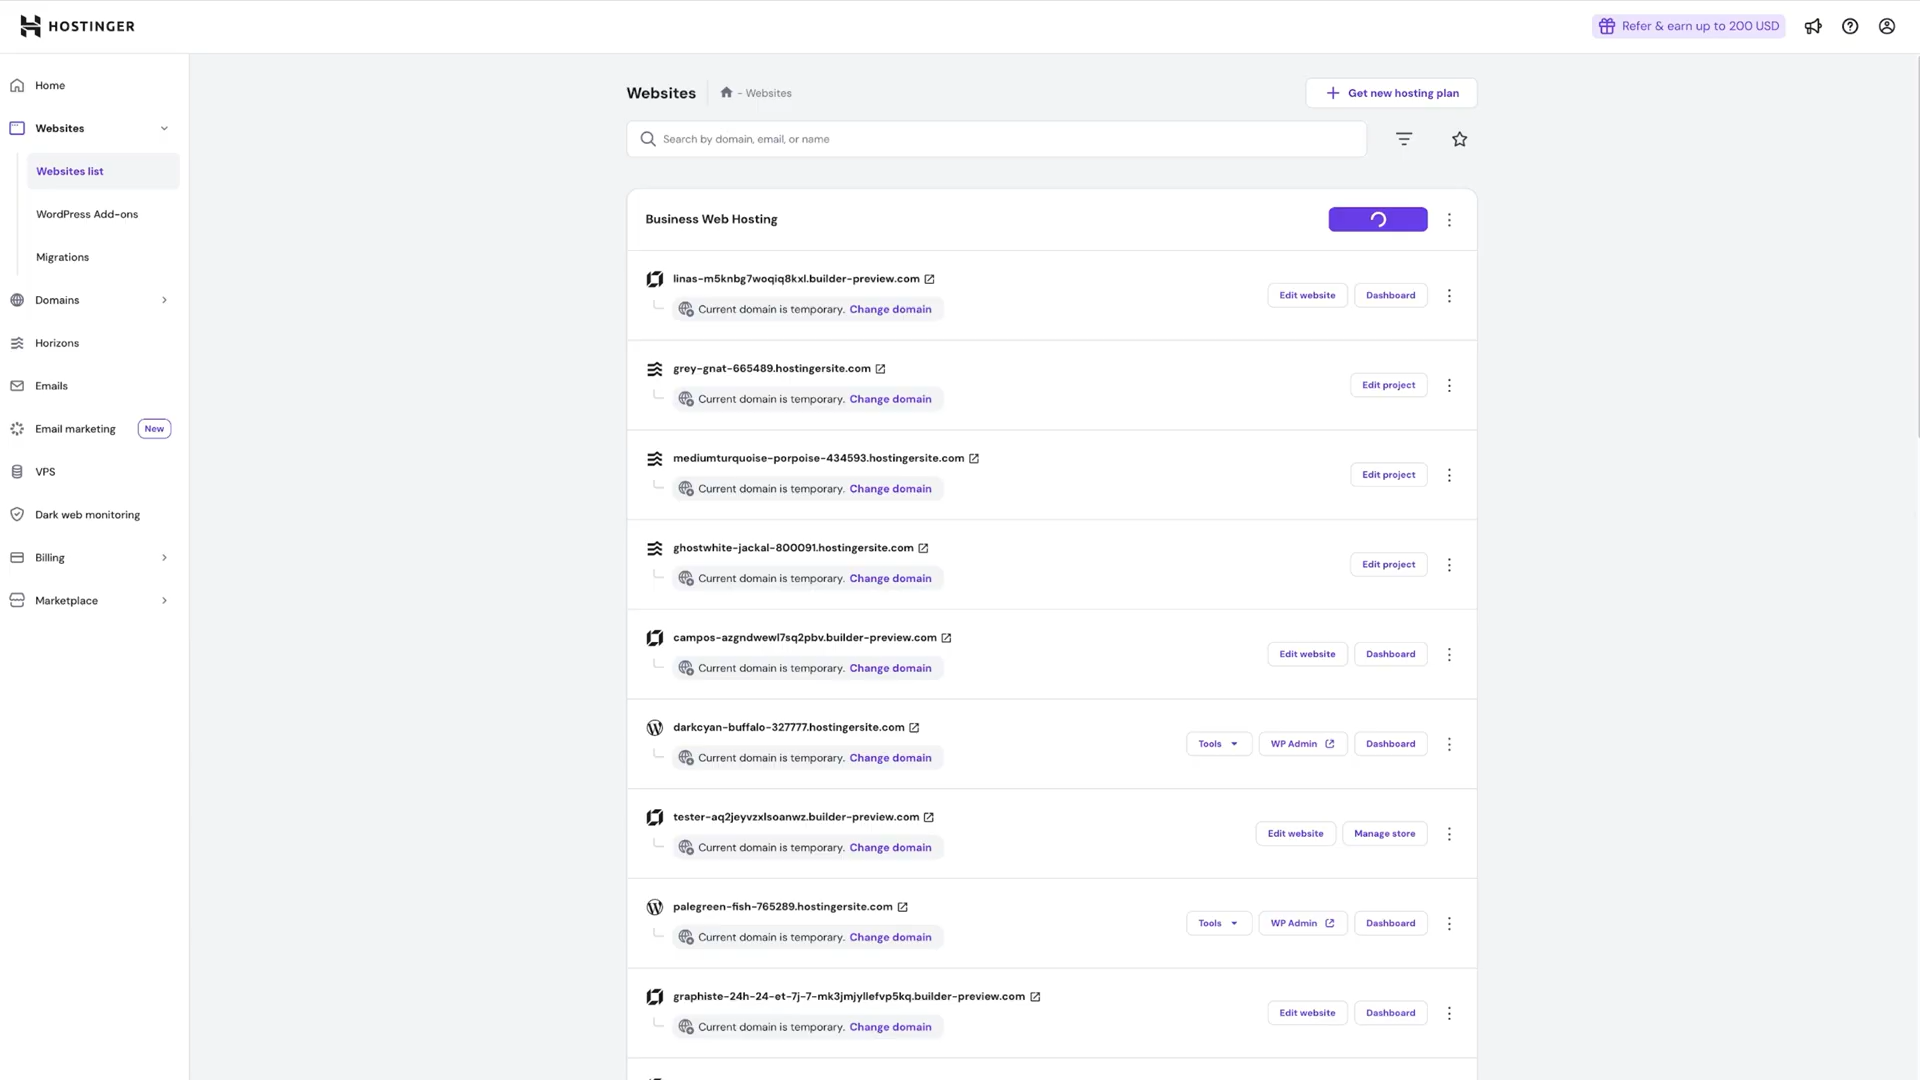 HOSTINGER
Refer & earn up to 200 USD
Home
Websites
Websites list
WordPress Add-ons
Migrations
Domains
Horizons
Emails
Email marketing New
VPS
Dark web monitoring
Billing
Marketplace
Websites - Websites
Get new hosting plan
Search by domain, email, or name
Business Web Hosting
linas-m5knbg7woqiq8kxl.builder-preview.com
Current domain is temporary. Change domain
Edit website Dashboard
grey-gnat-665489.hostingersite.com
Current domain is temporary. Change domain
Edit project
mediumturquoise-porpoise-434593.hostingersite.com
Current domain is temporary. Change domain
Edit project
ghostwhite-jackal-800091.hostingersite.com
Current domain is temporary. Change domain
Edit project
campos-azgndwewl7sq2pbv.builder-preview.com
Current domain is temporary. Change domain
Edit website Dashboard
darkcyan-buffalo-327777.hostingersite.com
Current domain is temporary. Change domain
Tools WP Admin Dashboard
tester-aq2jeyvzxlsoanwz.builder-preview.com
Current domain is temporary. Change domain
Edit website Manage store
palegreen-fish-765289.hostingersite.com
Current domain is temporary. Change domain
Tools WP Admin Dashboard
graphiste-24h-24-et-7j-7-mk3jmjyllefvp5kq.builder-preview.com
Current domain is temporary. Change domain
Edit website Dashboard